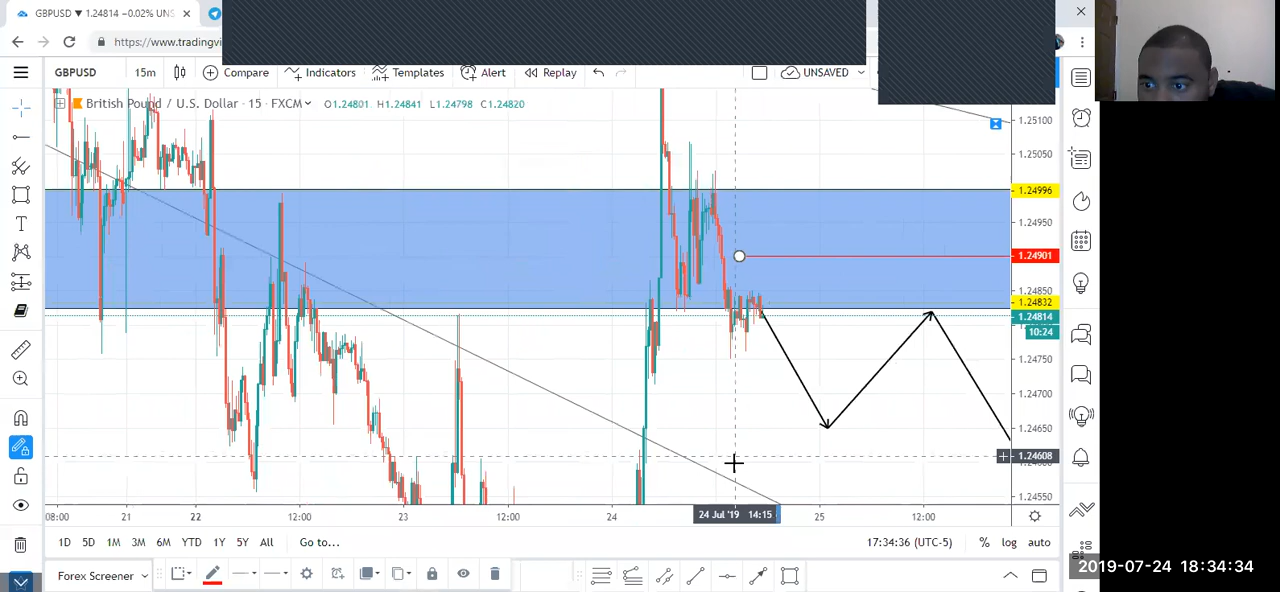 GBPUSD ▼ 1.24814 −0.02% UNS
https://www.tradingvi
GBPUSD 15m Compare Indicators Templates Alert Replay UNSAVED
British Pound / U.S. Dollar · 15 · FXCM O1.24801 H1.24841 L1.24798 C1.24820
1.25100
1.25050
1.24996
1.24950
1.24901
1.24850
1.24832
1.24814
10:24
1.24750
1.24700
1.24650
1.24608
1.24550
08:00 21 22 12:00 23 12:00 24 24 Jul '19 14:15 25 12:00
1D 5D 1M 3M 6M YTD 1Y 5Y All Go to... 17:34:36 (UTC-5) % log auto
Forex Screener
2019-07-24 18:34:34